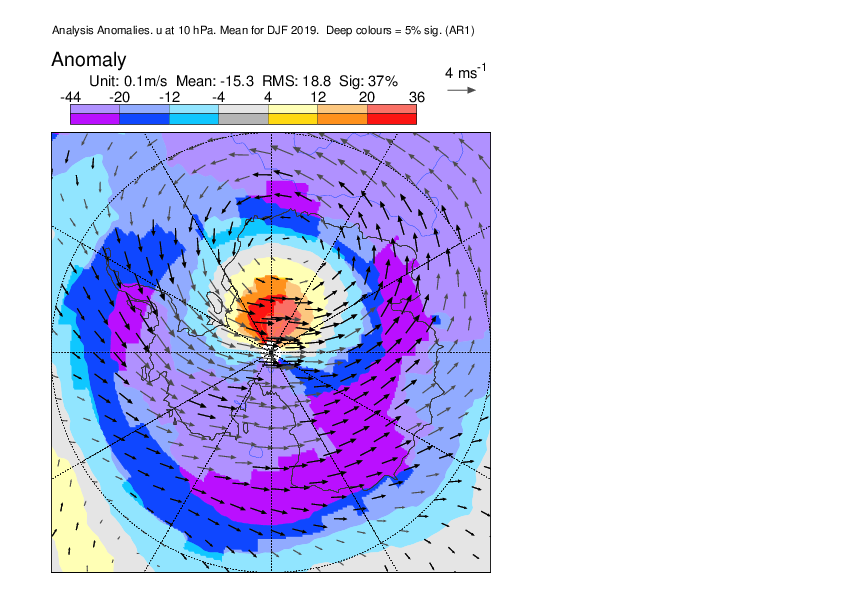 Analysis Anomalies. u at 10 hPa. Mean for DJF 2019.  Deep colours = 5% sig. (AR1)
Anomaly
4 ms-1
Unit: 0.1m/s  Mean: -15.3  RMS: 18.8  Sig: 37%
-44 -20 -12 -4 4 12 20 36